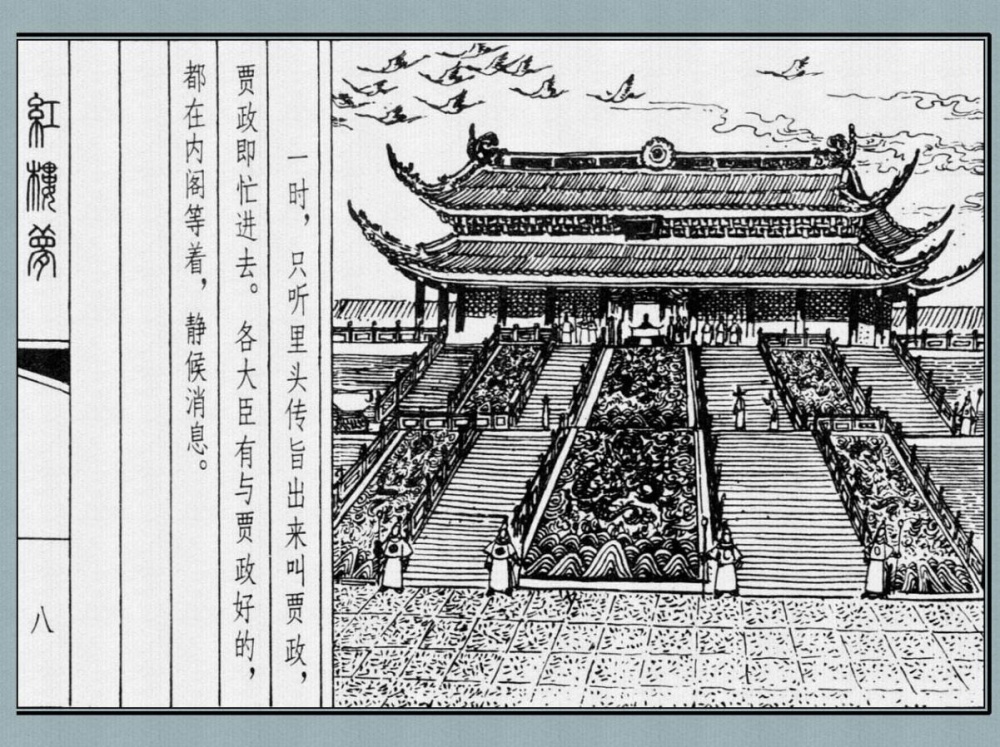 一时，只听里头传旨出来叫贾政，
贾政即忙进去。各大臣有与贾政好的，
都在内阁等着，静候消息。
紅樓夢
八